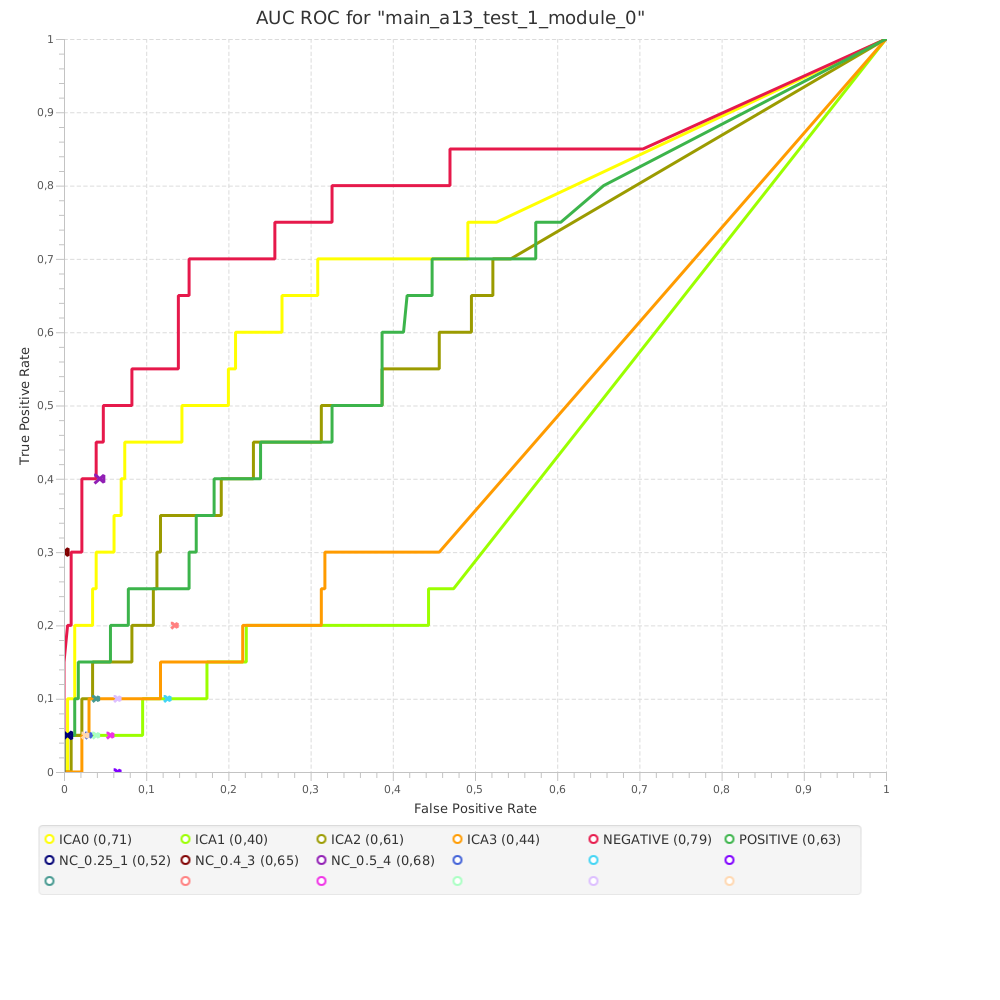 AUC ROC for "main_a13_test_1_module_0"
1
0,9
0,8
0,7
0,6
0,5
0,4
0,3
0,2
0,1
0
True Positive Rate
0 0,1 0,2 0,3 0,4 0,5 0,6 0,7 0,8 0,9 1
False Positive Rate
ICA0 (0,71) ICA1 (0,40) ICA2 (0,61) ICA3 (0,44) NEGATIVE (0,79) POSITIVE (0,63)
NC_0.25_1 (0,52) NC_0.4_3 (0,65) NC_0.5_4 (0,68)